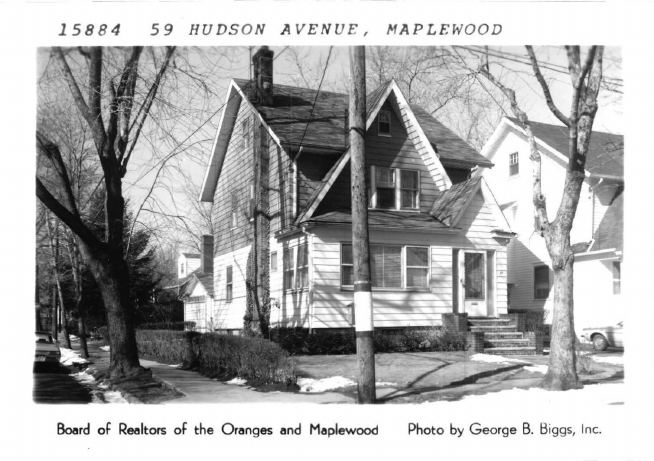 15884 59 HUDSON AVENUE, MAPLEWOOD
Board of Realtors of the Oranges and Maplewood Photo by George B. Biggs, Inc.